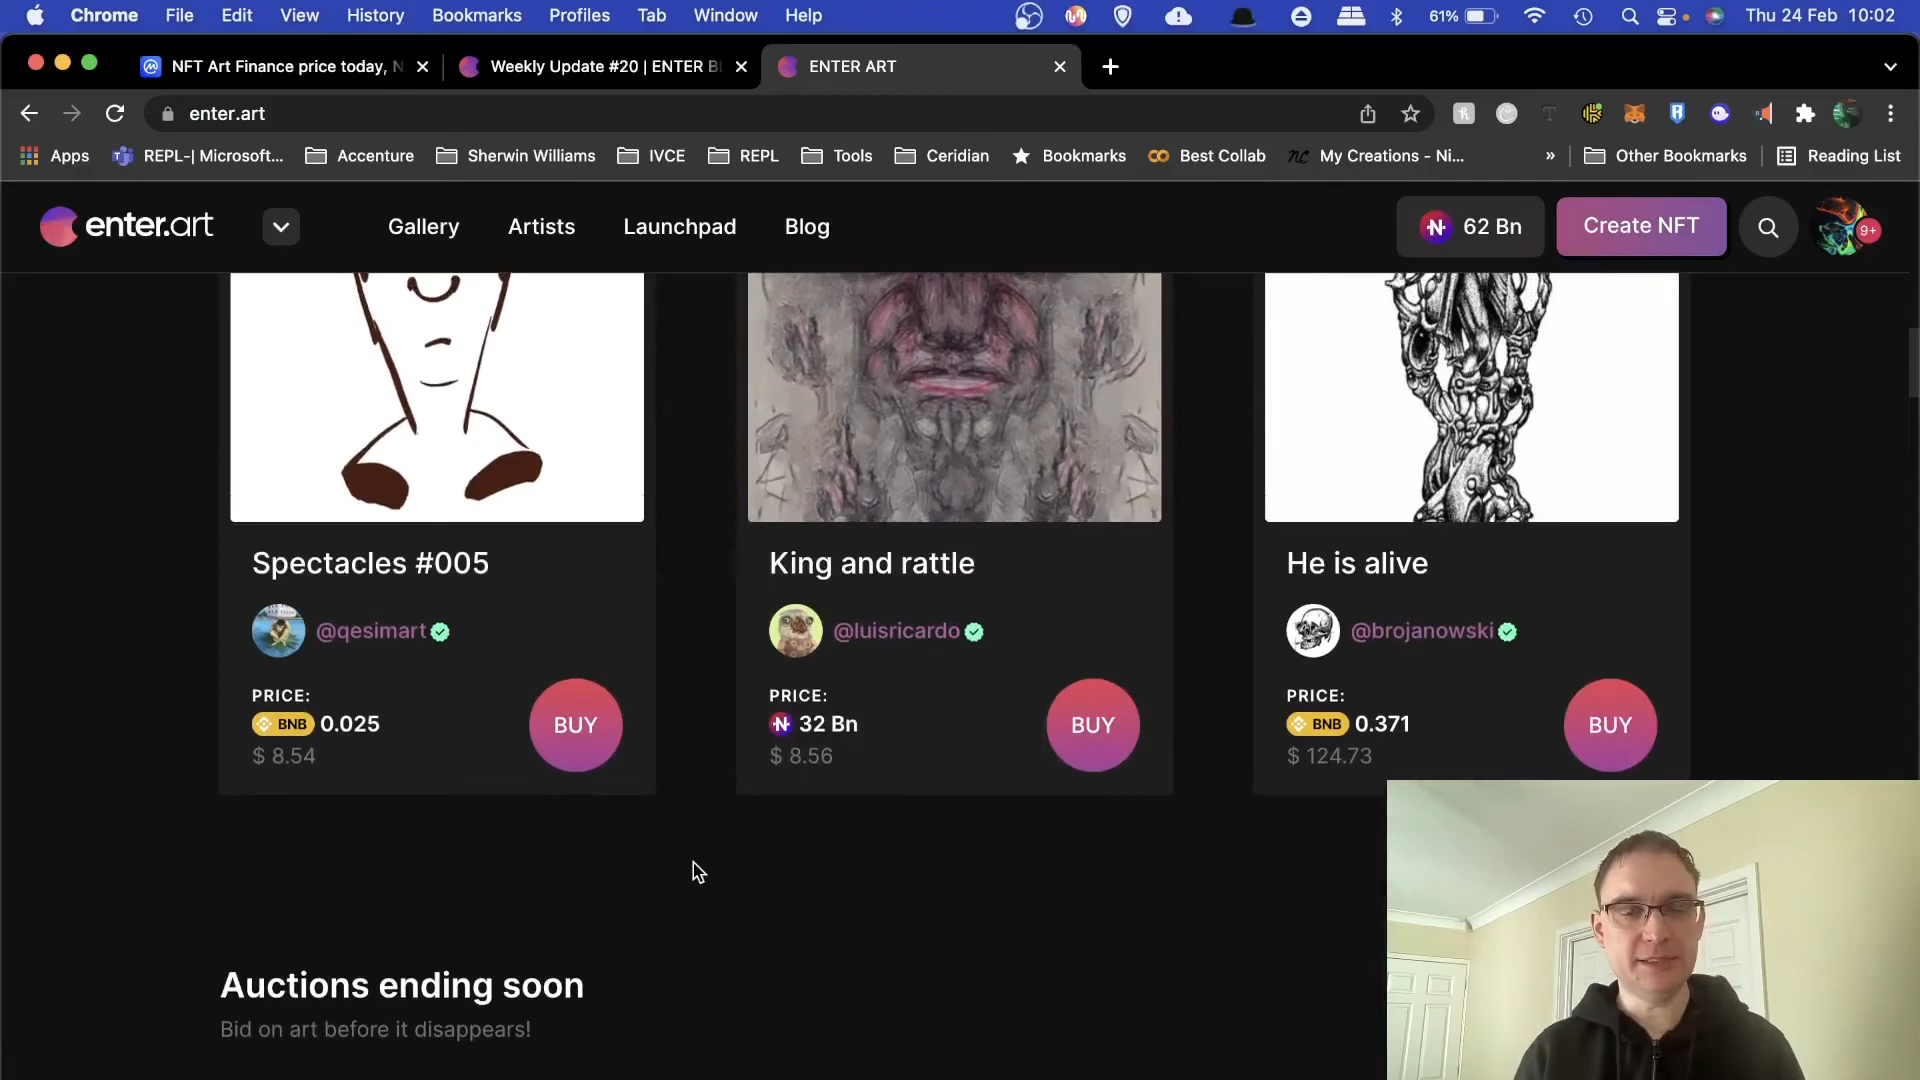 Chrome File Edit View History Bookmarks Profiles Tab Window Help 61% Thu 24 Feb 10:02
NFT Art Finance price today, N Weekly Update #20 | ENTER BL ENTER ART
enter.art
Apps REPL-| Microsoft... Accenture Sherwin Williams IVCE REPL Tools Ceridian Bookmarks Best Collab My Creations - Ni... » Other Bookmarks Reading List
enter.art Gallery Artists Launchpad Blog 62 Bn Create NFT 9+
Spectacles #005 King and rattle He is alive
@qesimart @luisricardo @brojanowski
PRICE: PRICE: PRICE:
BNB 0.025 BUY 32 Bn BUY BNB 0.371 BUY
$ 8.54 $ 8.56 $ 124.73
Auctions ending soon
Bid on art before it disappears!